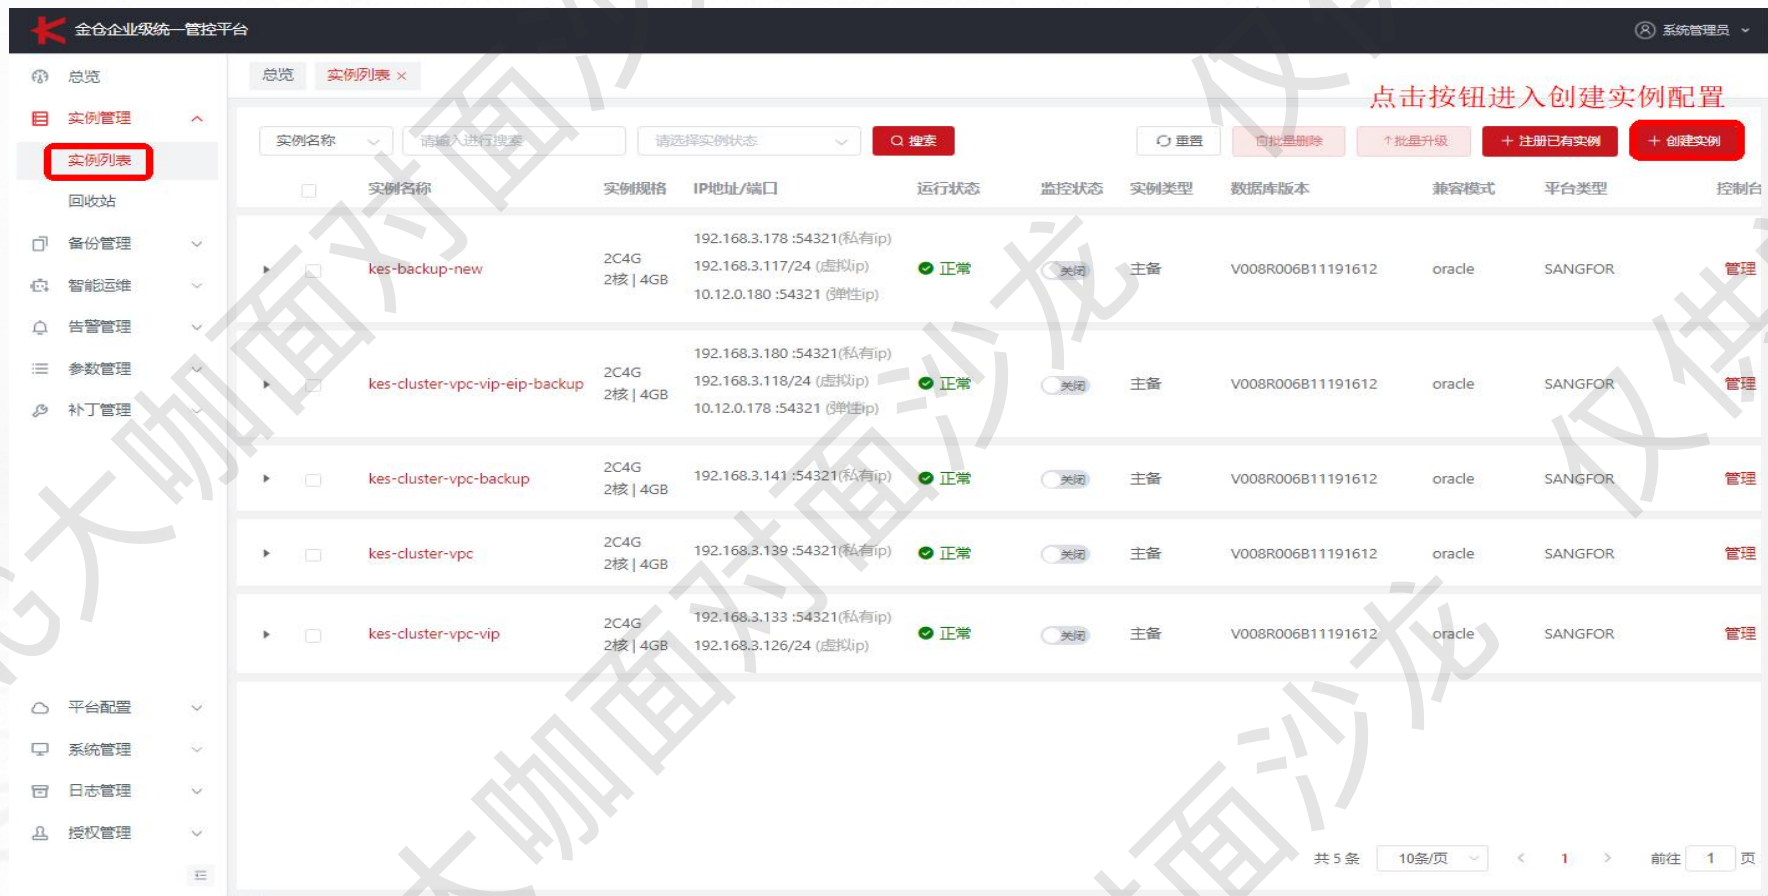 金仓企业级统一管控平台
系统管理员
总览
实例管理
实例列表
回收站
备份管理
智能运维
告警管理
参数管理
补丁管理
平台配置
系统管理
日志管理
授权管理
总览 实例列表 ×
点击按钮进入创建实例配置
实例名称 请输入进行搜索 请选择实例状态 搜索 重置 批量删除 批量升级 + 注册已有实例 + 创建实例
实例名称 实例规格 IP地址/端口 运行状态 监控状态 实例类型 数据库版本 兼容模式 平台类型 控制台
192.168.3.178 :54321(私有ip)
kes-backup-new 2C4G 2核 | 4GB 192.168.3.117/24 (虚拟ip) 正常 关闭 主备 V008R006B11191612 oracle SANGFOR 管理
10.12.0.180 :54321 (弹性ip)
192.168.3.180 :54321(私有ip)
kes-cluster-vpc-vip-eip-backup 2C4G 2核 | 4GB 192.168.3.118/24 (虚拟ip) 正常 关闭 主备 V008R006B11191612 oracle SANGFOR 管理
10.12.0.178 :54321 (弹性ip)
kes-cluster-vpc-backup 2C4G 2核 | 4GB 192.168.3.141 :54321(私有ip) 正常 关闭 主备 V008R006B11191612 oracle SANGFOR 管理
kes-cluster-vpc 2C4G 2核 | 4GB 192.168.3.139 :54321(私有ip) 正常 关闭 主备 V008R006B11191612 oracle SANGFOR 管理
192.168.3.133 :54321(私有ip)
kes-cluster-vpc-vip 2C4G 2核 | 4GB 192.168.3.126/24 (虚拟ip) 正常 关闭 主备 V008R006B11191612 oracle SANGFOR 管理
共 5 条 10条/页 < 1 > 前往 1 页
大咖面对面沙龙
仅供